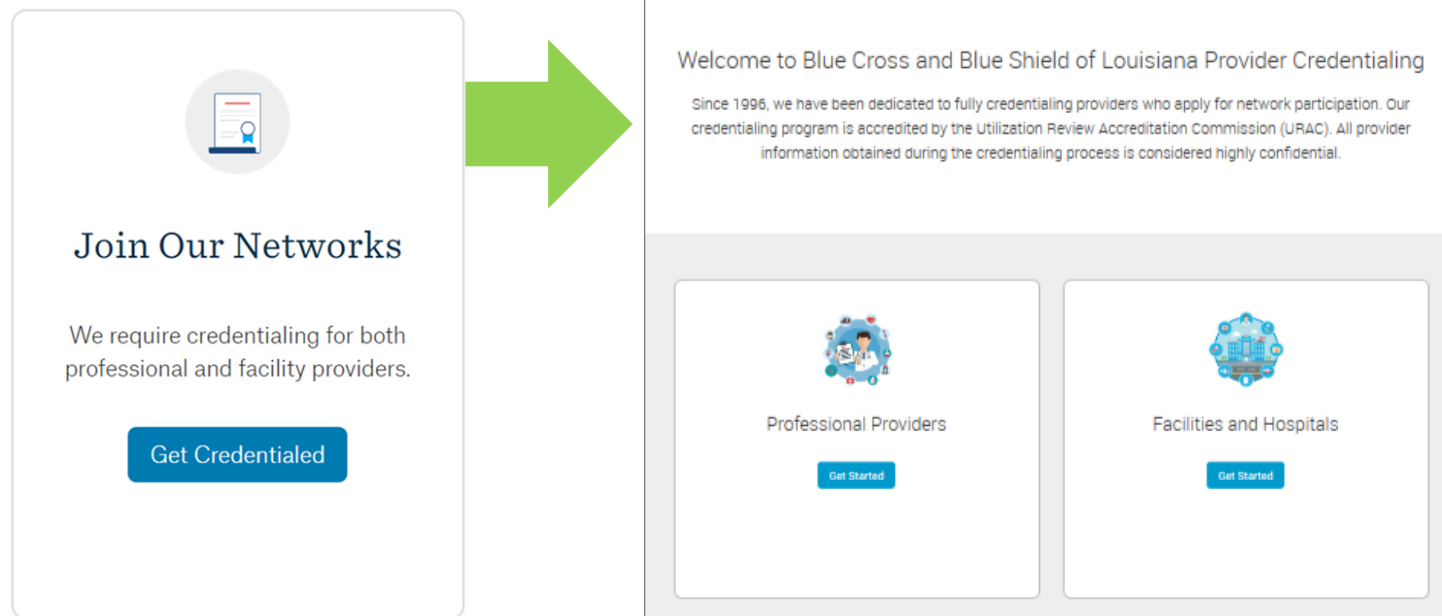 Join Our Networks
We require credentialing for both
professional and facility providers.
Get Credentialed
Welcome to Blue Cross and Blue Shield of Louisiana Provider Credentialing
Since 1996, we have been dedicated to fully credentialing providers who apply for network participation. Our
credentialing program is accredited by the Utilization Review Accreditation Commission (URAC). All provider
information obtained during the credentialing process is considered highly confidential.
Professional Providers
Get Started
Facilities and Hospitals
Get Started